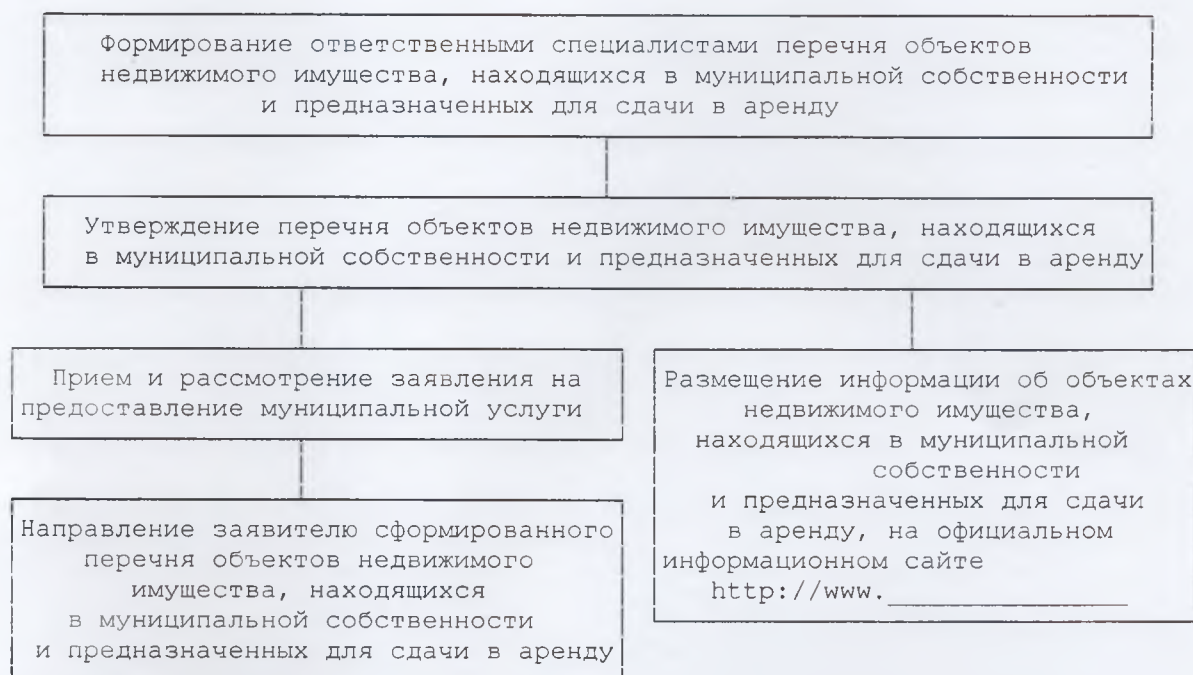 Формирование ответственными специалистами перечня объектов
недвижимого имущества, находящихся в муниципальной собственности
и предназначенных для сдачи в аренду
Утверждение перечня объектов недвижимого имущества, находящихся
в муниципальной собственности и предназначенных для сдачи в аренду
Прием и рассмотрение заявления на
предоставление муниципальной услуги
Направление заявителю сформированного
перечня объектов недвижимого
имущества, находящихся
в муниципальной собственности
и предназначенных для сдачи в аренду
Размещение информации об объектах
недвижимого имущества,
находящихся в муниципальной
собственности
и предназначенных для сдачи
в аренду, на официальном
информационном сайте
http://www.________________